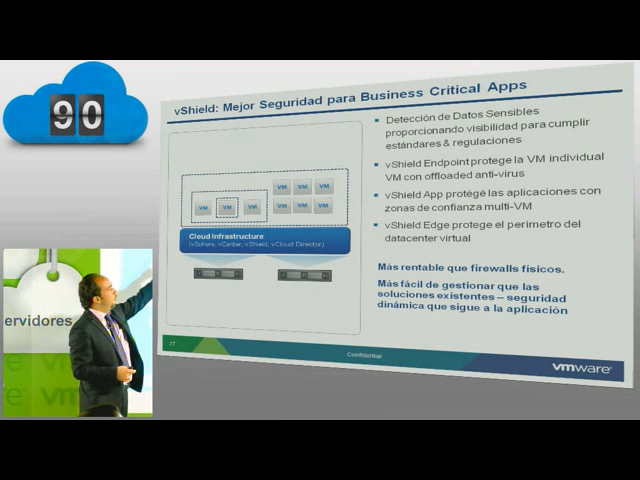 90
vShield: Mejor Seguridad para Business Critical Apps
Detección de Datos Sensibles
proporcionando visibilidad para cumplir
estándares & regulaciones
vShield Endpoint protege la VM individual
VM con offloaded anti-virus
vShield App protégé las aplicaciones con
zonas de confianza multi-VM
vShield Edge protege el perimetro del
datacenter virtual
Más rentable que firewalls físicos.
Más fácil de gestionar que las
soluciones existentes – seguridad
dinámica que sigue a la aplicación
VM VM VM
VM VM VM
VM VM VM
Cloud Infrastructure
(vSphere, vCenter, vShield, vCloud Director)
27
Confidential
vmware
ervidores